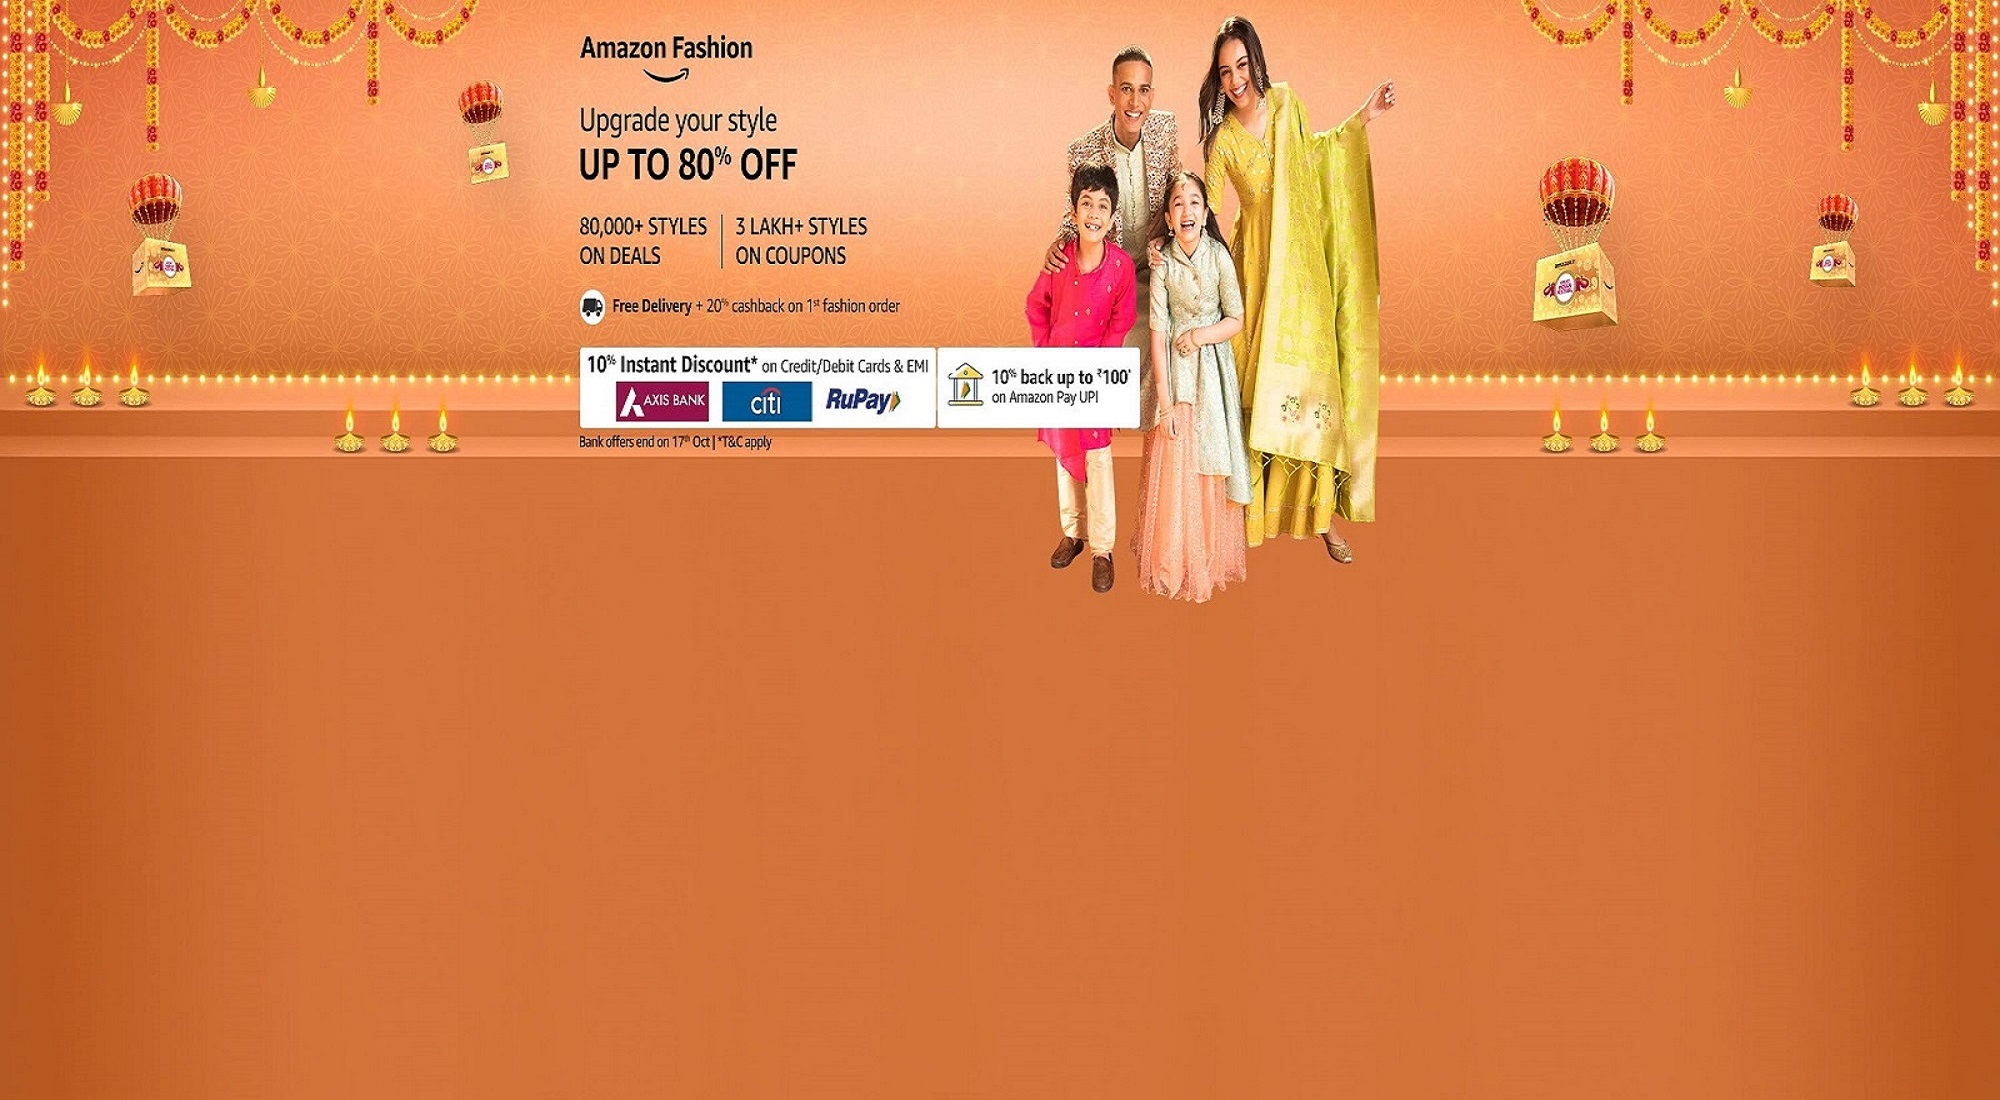 Amazon Fashion
Upgrade your style
UP TO 80% OFF
80,000+ STYLES
ON DEALS
3 LAKH+ STYLES
ON COUPONS
Free Delivery + 20% cashback on 1st fashion order
10% Instant Discount* on Credit/Debit Cards & EMI
AXIS BANK
citi
RuPay
10% back up to ₹100*
on Amazon Pay UPI
Bank offers end on 17th Oct | *T&C apply